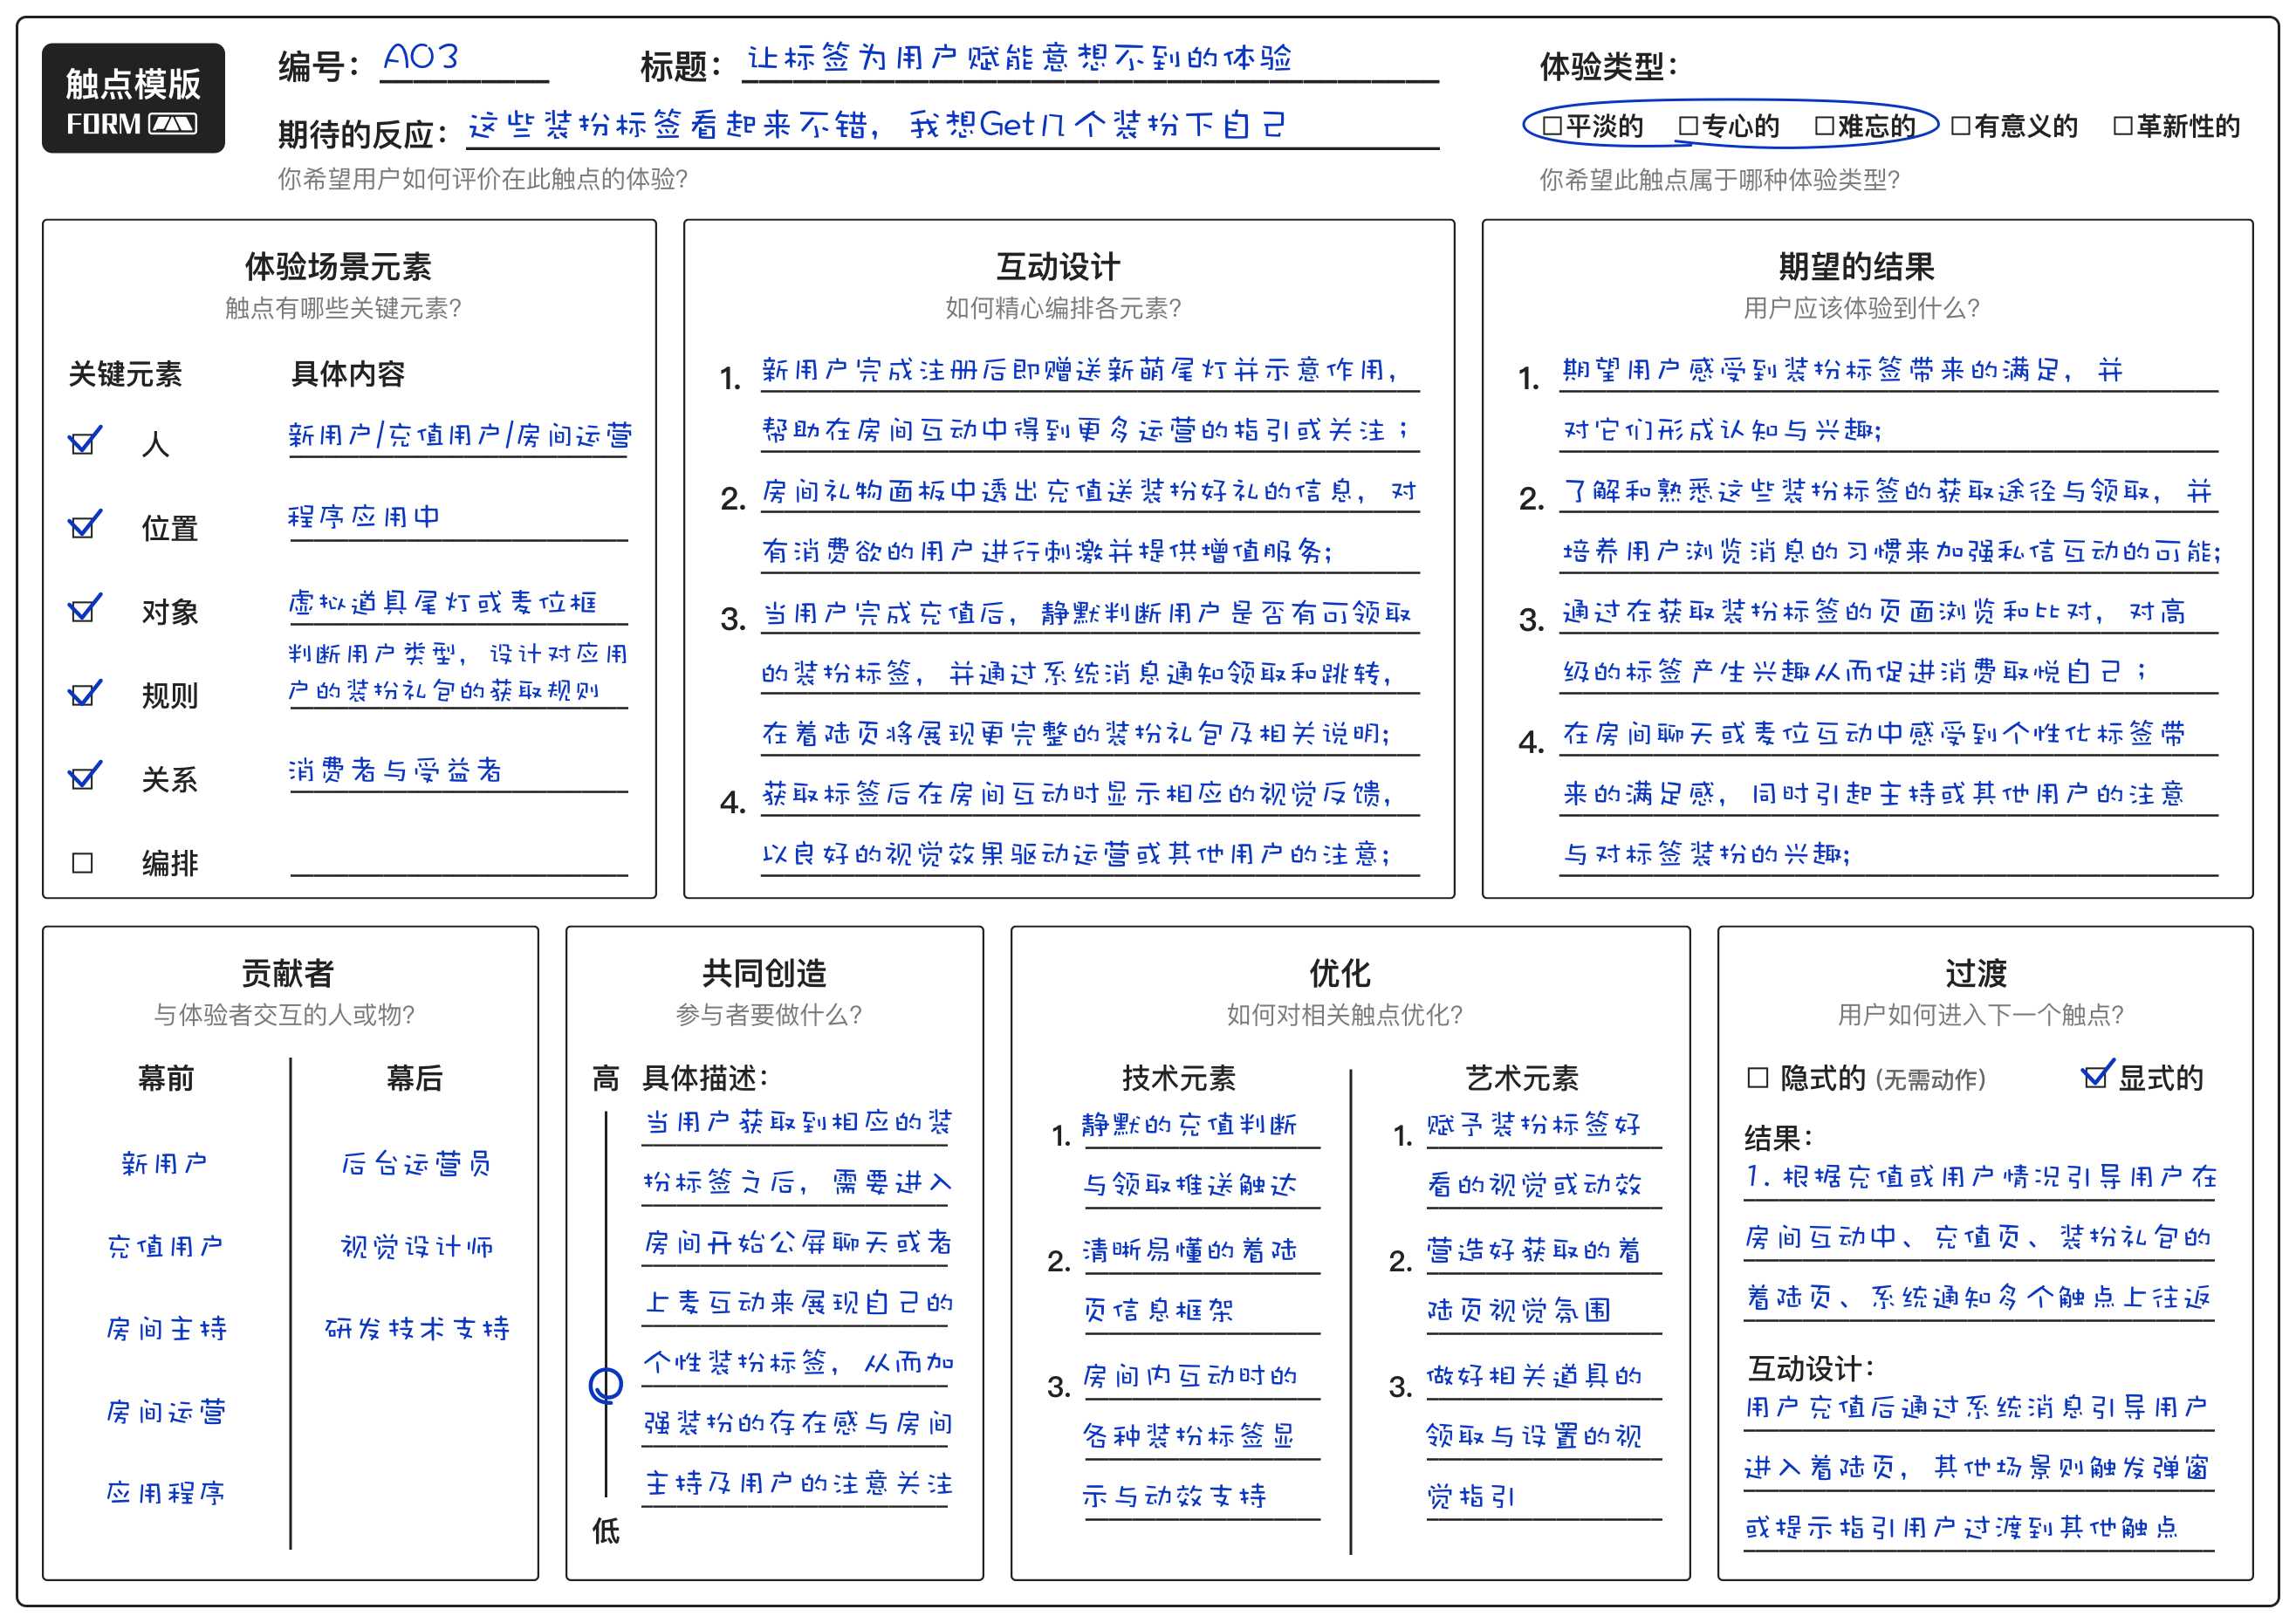 触点模版
FORM
编号： A03
标题： 让标签为用户赋能意想不到的体验
期待的反应： 这些装扮标签看起来不错，我想Get几个装扮下自己
你希望用户如何评价在此触点的体验?
体验类型：
□平淡的 □专心的 □难忘的 □有意义的 □革新性的
你希望此触点属于哪种体验类型?
体验场景元素
触点有哪些关键元素?
关键元素 具体内容
人 新用户/充值用户/房间运营
位置 程序应用中
对象 虚拟道具尾灯或麦位框
规则 判断用户类型，设计对应用
户的装扮礼包的获取规则
关系 消费者与受益者
编排
互动设计
如何精心编排各元素?
1. 新用户完成注册后即赠送新萌尾灯并示意作用，
帮助在房间互动中得到更多运营的指引或关注；
2. 房间礼物面板中透出充值送装扮好礼的信息，对
有消费欲的用户进行刺激并提供增值服务；
3. 当用户完成充值后，静默判断用户是否有可领取
的装扮标签，并通过系统消息通知领取和跳转，
在着陆页将展现更完整的装扮礼包及相关说明；
4. 获取标签后在房间互动时显示相应的视觉反馈，
以良好的视觉效果驱动运营或其他用户的注意；
期望的结果
用户应该体验到什么?
1. 期望用户感受到装扮标签带来的满足，并
对它们形成认知与兴趣；
2. 了解和熟悉这些装扮标签的获取途径与领取，并
培养用户浏览消息的习惯来加强私信互动的可能；
3. 通过在获取装扮标签的页面浏览和比对，对高
级的标签产生兴趣从而促进消费取悦自己；
4. 在房间聊天或麦位互动中感受到个性化标签带
来的满足感，同时引起主持或其他用户的注意
与对标签装扮的兴趣；
贡献者
与体验者交互的人或物?
幕前 幕后
新用户 后台运营员
充值用户 视觉设计师
房间主持 研发技术支持
房间运营
应用程序
共同创造
参与者要做什么?
高 具体描述：
当用户获取到相应的装
扮标签之后，需要进入
房间开始公屏聊天或者
上麦互动来展现自己的
个性装扮标签，从而加
强装扮的存在感与房间
主持及用户的注意关注
低
优化
如何对相关触点优化?
技术元素
1. 静默的充值判断
与领取推送触达
2. 清晰易懂的着陆
页信息框架
3. 房间内互动时的
各种装扮标签显
示与动效支持
艺术元素
1. 赋予装扮标签好
看的视觉或动效
2. 营造好获取的着
陆页视觉氛围
3. 做好相关道具的
领取与设置的视
觉指引
过渡
用户如何进入下一个触点?
□ 隐式的 (无需动作) 显式的
结果：
1. 根据充值或用户情况引导用户在
房间互动中、充值页、装扮礼包的
着陆页、系统通知多个触点上往返
互动设计：
用户充值后通过系统消息引导用户
进入着陆页，其他场景则触发弹窗
或提示指引用户过渡到其他触点